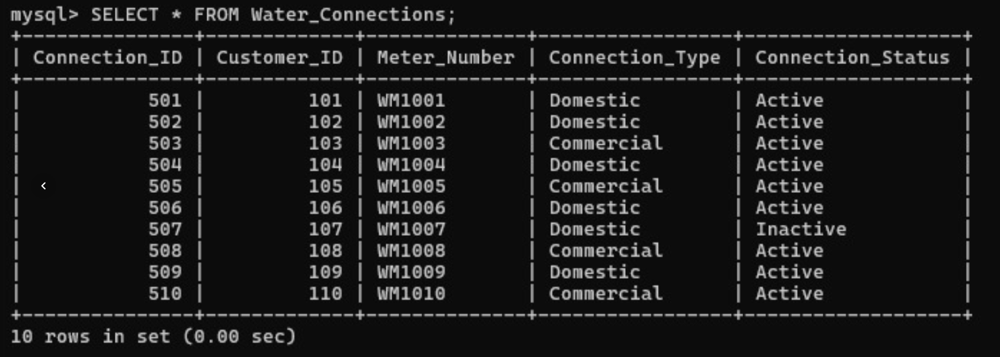 mysql> SELECT * FROM Water_Connections;
+---------------+-------------+--------------+-----------------+-------------------+
| Connection_ID | Customer_ID | Meter_Number | Connection_Type | Connection_Status |
+---------------+-------------+--------------+-----------------+-------------------+
|           501 |         101 | WM1001       | Domestic        | Active            |
|           502 |         102 | WM1002       | Domestic        | Active            |
|           503 |         103 | WM1003       | Commercial      | Active            |
|           504 |         104 | WM1004       | Domestic        | Active            |
|           505 |         105 | WM1005       | Commercial      | Active            |
|           506 |         106 | WM1006       | Domestic        | Active            |
|           507 |         107 | WM1007       | Domestic        | Inactive          |
|           508 |         108 | WM1008       | Commercial      | Active            |
|           509 |         109 | WM1009       | Domestic        | Active            |
|           510 |         110 | WM1010       | Commercial      | Active            |
+---------------+-------------+--------------+-----------------+-------------------+
10 rows in set (0.00 sec)